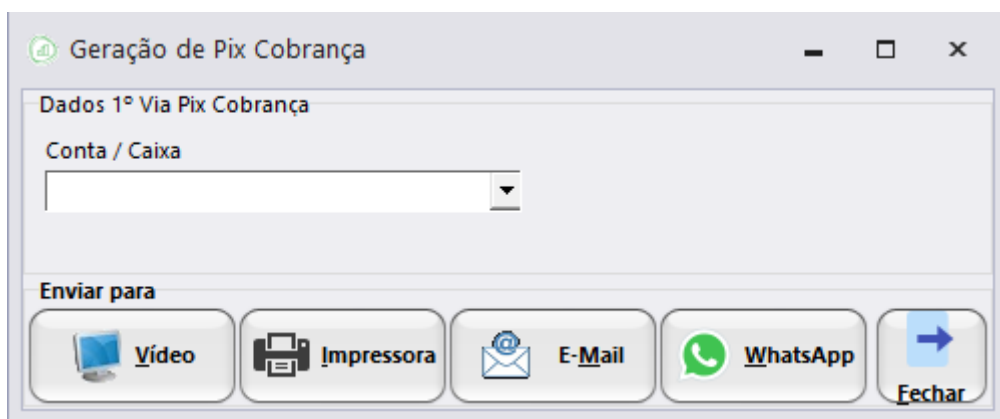 Geração de Pix Cobrança
Dados 1º Via Pix Cobrança
Conta / Caixa
Enviar para
Vídeo
Impressora
E-Mail
WhatsApp
Fechar